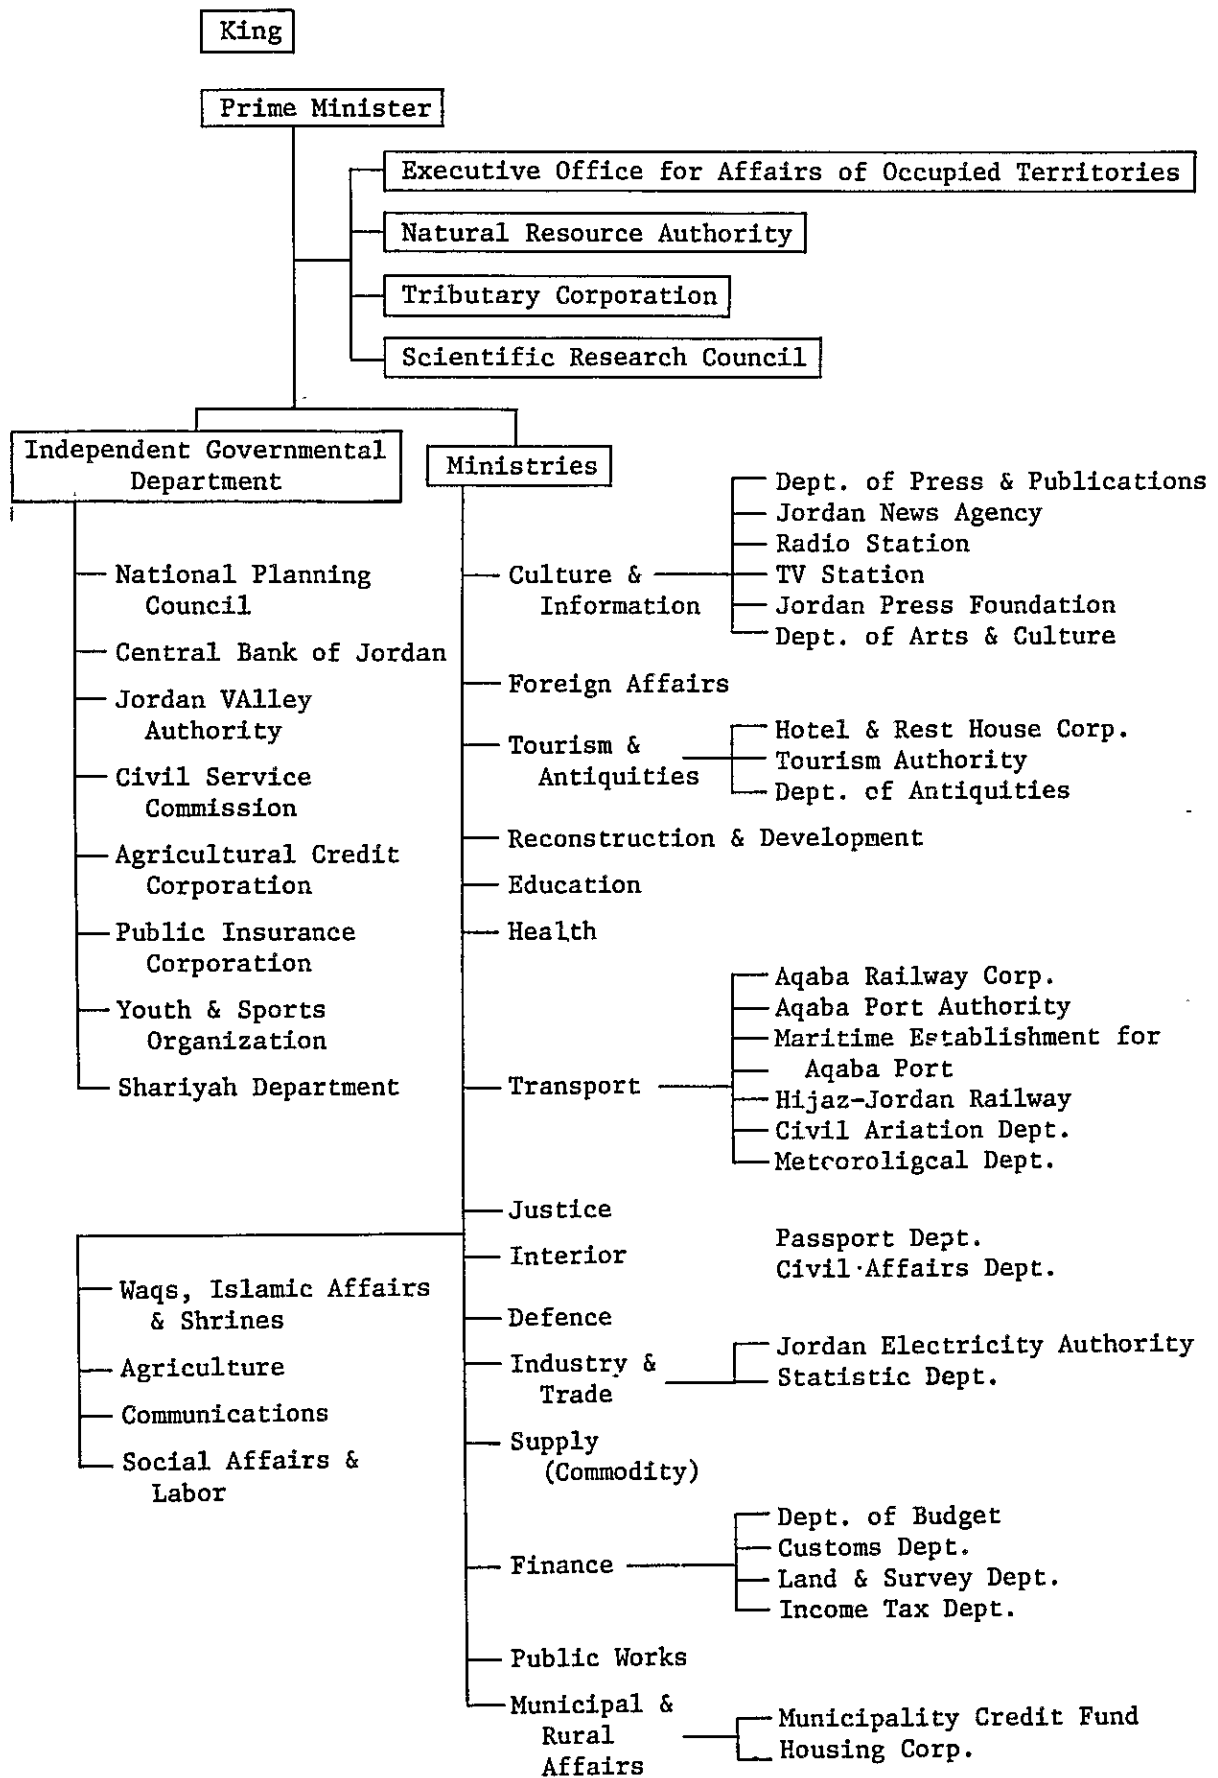 King
Prime Minister
Executive Office for Affairs of Occupied Territories
Natural Resource Authority
Tributary Corporation
Scientific Research Council
Independent Governmental
Department
National Planning
Council
Central Bank of Jordan
Jordan VAlley
Authority
Civil Service
Commission
Agricultural Credit
Corporation
Public Insurance
Corporation
Youth & Sports
Organization
Shariyah Department
Ministries
Culture &
Information
Dept. of Press & Publications
Jordan News Agency
Radio Station
TV Station
Jordan Press Foundation
Dept. of Arts & Culture
Foreign Affairs
Tourism &
Antiquities
Hotel & Rest House Corp.
Tourism Authority
Dept. of Antiquities
Reconstruction & Development
Education
Health
Transport
Aqaba Railway Corp.
Aqaba Port Authority
Maritime Establishment for
Aqaba Port
Hijaz-Jordan Railway
Civil Ariation Dept.
Meteoroligcal Dept.
Justice
Interior
Passport Dept.
Civil Affairs Dept.
Defence
Industry &
Trade
Jordan Electricity Authority
Statistic Dept.
Supply
(Commodity)
Finance
Dept. of Budget
Customs Dept.
Land & Survey Dept.
Income Tax Dept.
Public Works
Municipal &
Rural
Affairs
Municipality Credit Fund
Housing Corp.
Waqs, Islamic Affairs
& Shrines
Agriculture
Communications
Social Affairs &
Labor